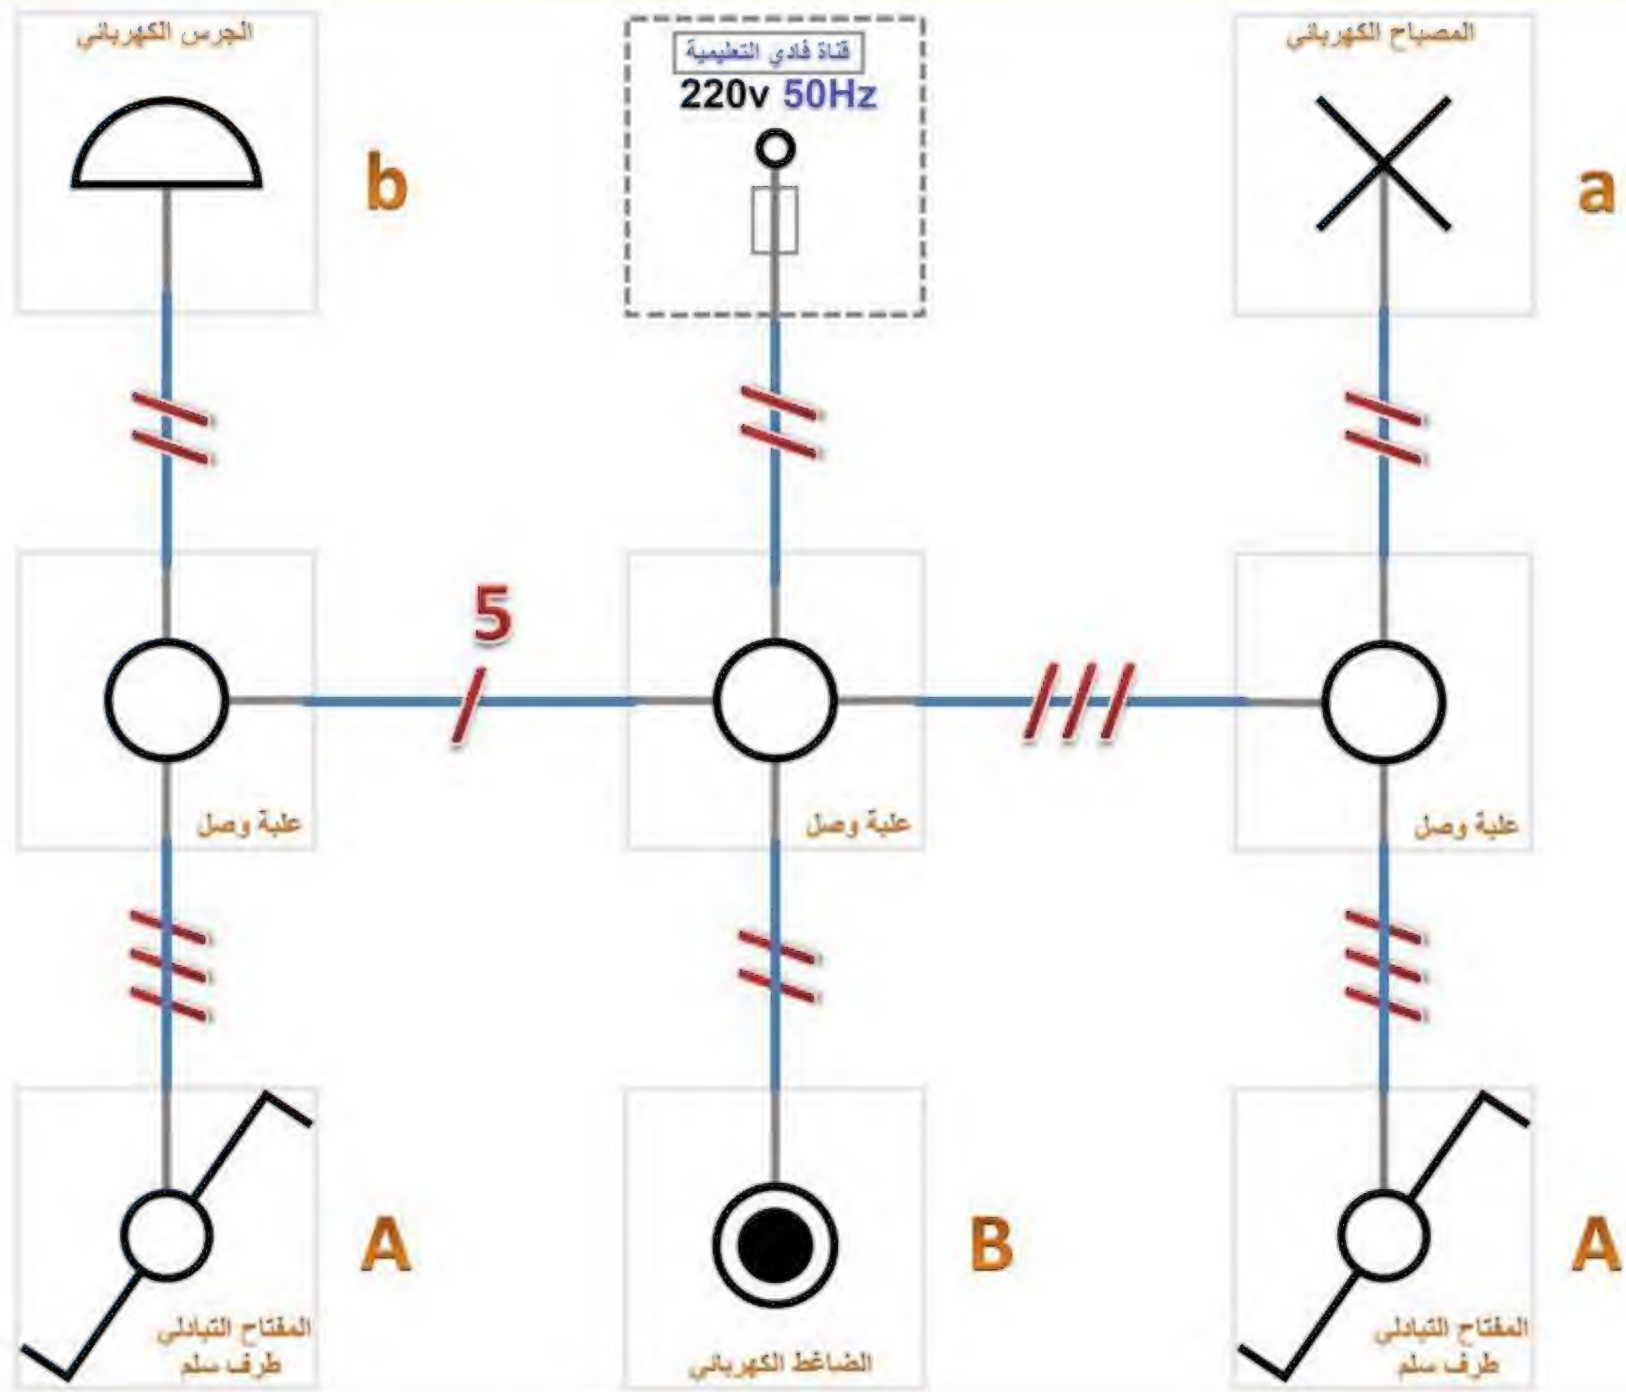 الجرس الكهربائي
قناة فادي التعليمية
220v 50Hz
المصباح الكهربائي
b
a
5
علبة وصل
علبة وصل
علبة وصل
A
B
A
المفتاح التبادلي
طرف سلم
الضاغط الكهربائي
المفتاح التبادلي
طرف سلم